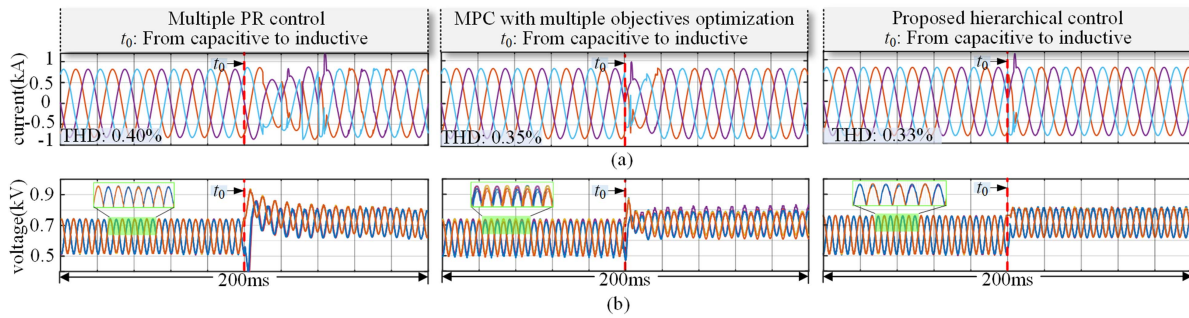 Multiple PR control
t₀: From capacitive to inductive
MPC with multiple objectives optimization
t₀: From capacitive to inductive
Proposed hierarchical control
t₀: From capacitive to inductive
current(kA)
1
0.5
0
-0.5
-1
t₀
THD: 0.40%
t₀
THD: 0.35%
t₀
THD: 0.33%
(a)
voltage(kV)
0.9
0.7
0.5
t₀
200ms
t₀
200ms
t₀
200ms
(b)